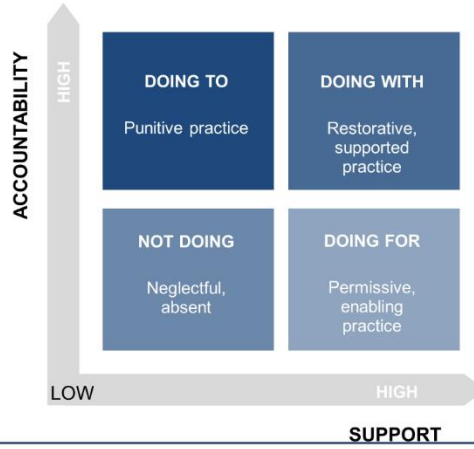 ACCOUNTABILITY
HIGH
DOING TO
Punitive practice
DOING WITH
Restorative,
supported
practice
NOT DOING
Neglectful,
absent
DOING FOR
Permissive,
enabling
practice
LOW
HIGH
SUPPORT